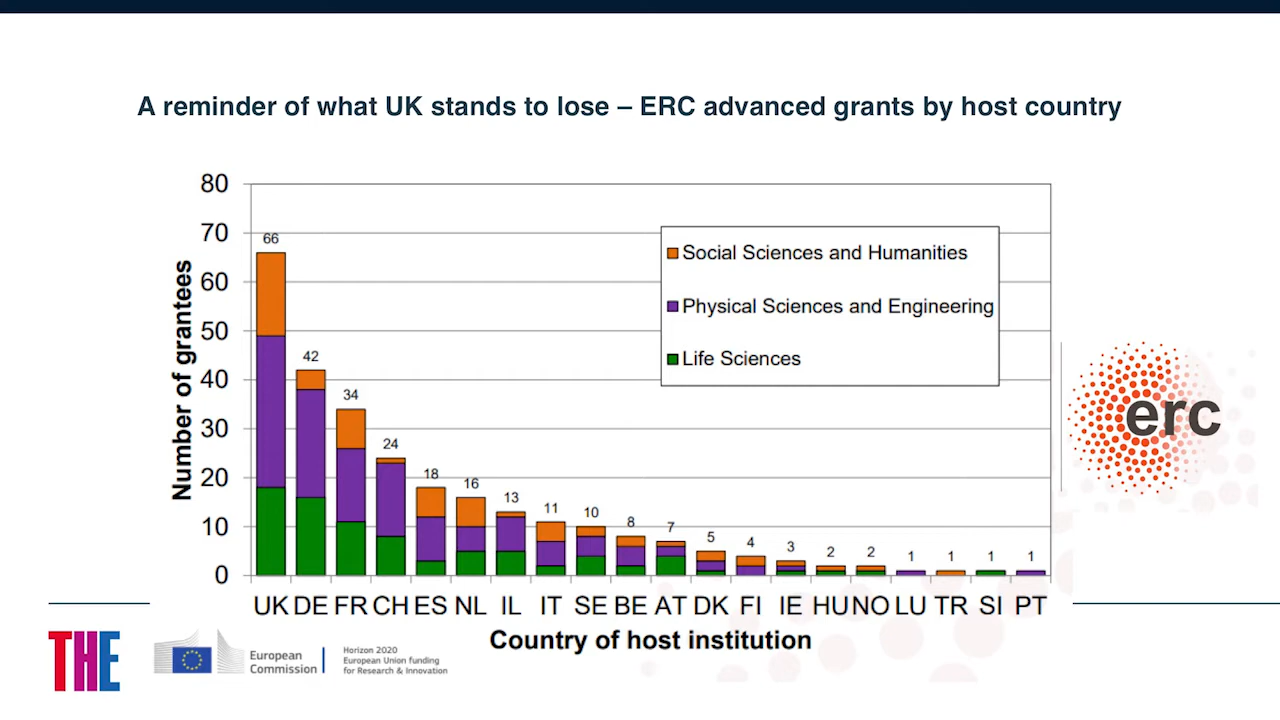 A reminder of what UK stands to lose – ERC advanced grants by host country
80
70
60
50
40
30
20
10
0
Number of grantees
66
42
34
24
18
16
13
11
10
8
7
5
4
3
2
2
1
1
1
1
Social Sciences and Humanities
Physical Sciences and Engineering
Life Sciences
erc
UK DE FR CH ES NL IL IT SE BE AT DK FI IE HU NO LU TR SI PT
Country of host institution
THE
European
Commission
Horizon 2020
European Union funding
for Research & Innovation